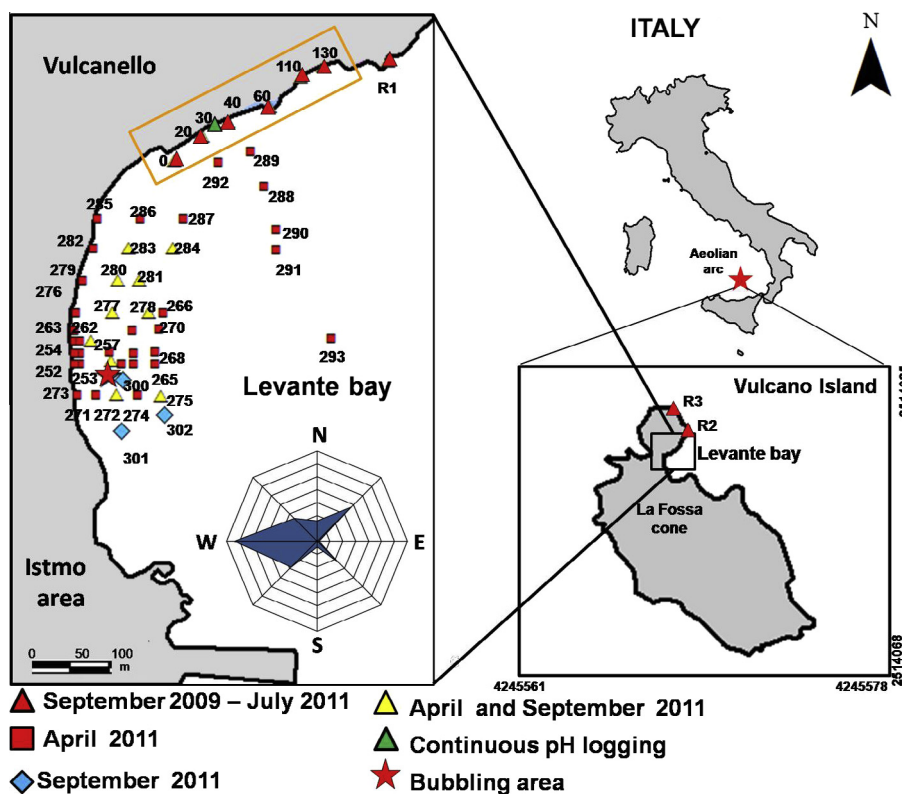 ITALY
N
Vulcanello
130
110
R1
60
40
30
20
0
289
292
288
285
286
287
290
282
283
284
291
279
280
281
276
277
278
266
263
262
270
254
257
268
293
252
253
300
265
273
275
271
272
274
302
301
Levante bay
N
W
E
S
Istmo
area
0
50
100
m
Aeolian
arc
Vulcano Island
R3
R2
Levante bay
La Fossa
cone
2514068
4245561
4245578
September 2009 – July 2011
April and September 2011
April 2011
Continuous pH logging
September 2011
Bubbling area